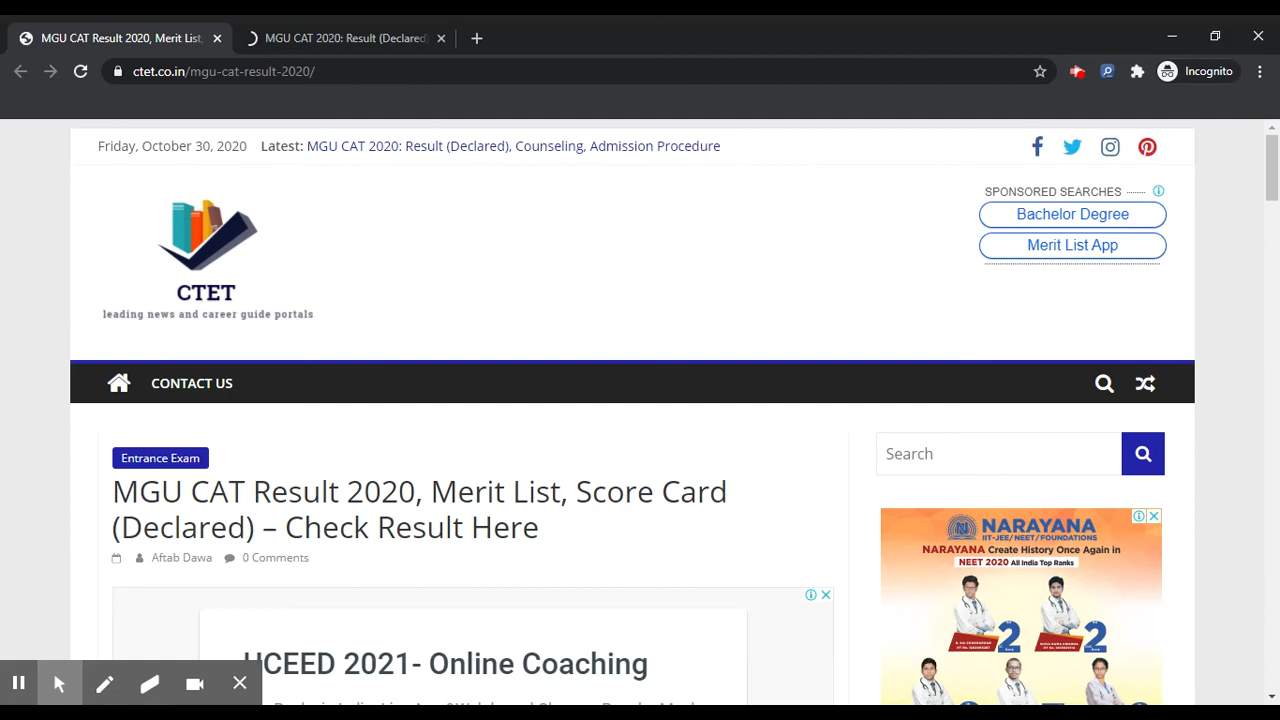 MGU CAT Result 2020, Merit List,
MGU CAT 2020: Result (Declared)
ctet.co.in/mgu-cat-result-2020/
Incognito
Friday, October 30, 2020 Latest: MGU CAT 2020: Result (Declared), Counseling, Admission Procedure
SPONSORED SEARCHES
Bachelor Degree
Merit List App
CTET
leading news and career guide portals
CONTACT US
Entrance Exam
Search
MGU CAT Result 2020, Merit List, Score Card
(Declared) – Check Result Here
Aftab Dawa 0 Comments
NARAYANA
IIT-JEE/NEET/FOUNDATIONS
NARAYANA Create History Once Again in
NEET 2020 All India Top Ranks
2
2
UCEED 2021- Online Coaching